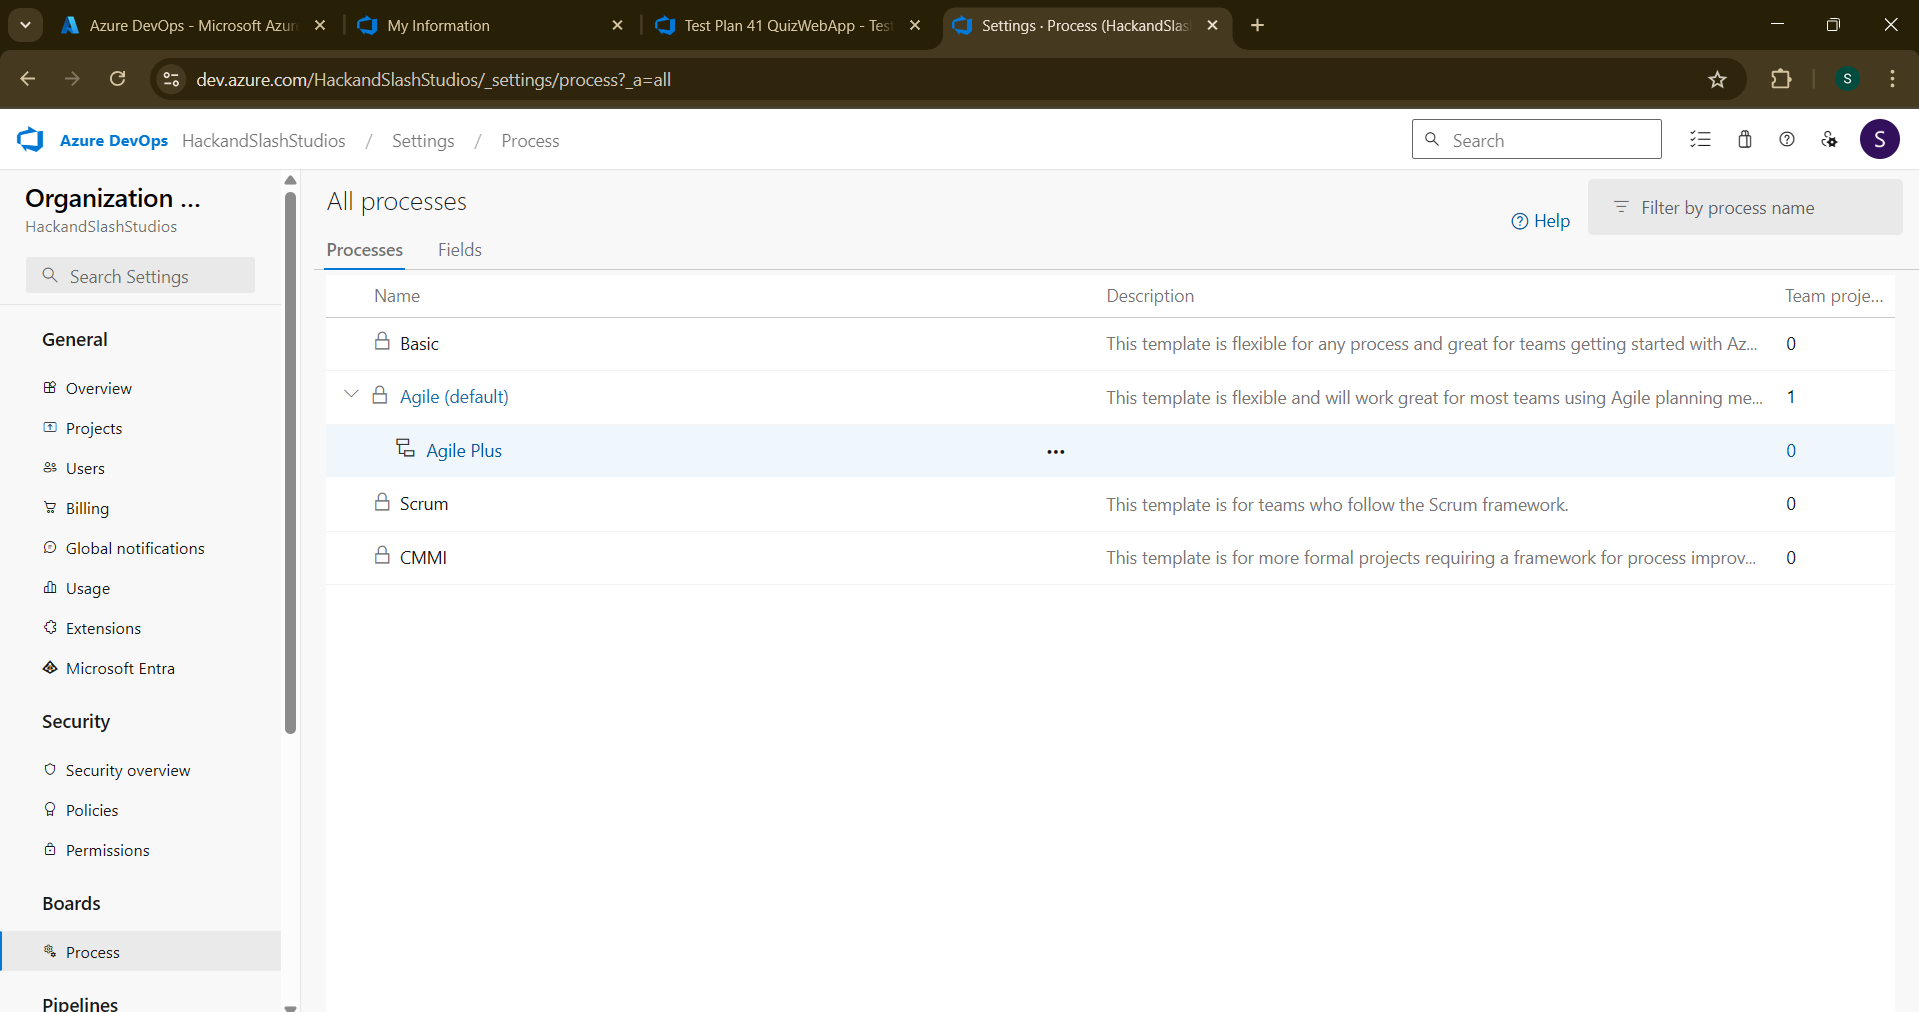 Azure DevOps - Microsoft Azur
My Information
Test Plan 41 QuizWebApp - Test
Settings · Process (HackandSlash
dev.azure.com/HackandSlashStudios/_settings/process?_a=all
S
Azure DevOps HackandSlashStudios / Settings / Process
Search
S
Organization ...
HackandSlashStudios
Search Settings
General
Overview
Projects
Users
Billing
Global notifications
Usage
Extensions
Microsoft Entra
Security
Security overview
Policies
Permissions
Boards
Process
Pipelines
All processes
Help
Filter by process name
Processes Fields
Name Description Team proje...
Basic This template is flexible for any process and great for teams getting started with Az... 0
Agile (default) This template is flexible and will work great for most teams using Agile planning me... 1
Agile Plus ... 0
Scrum This template is for teams who follow the Scrum framework. 0
CMMI This template is for more formal projects requiring a framework for process improv... 0